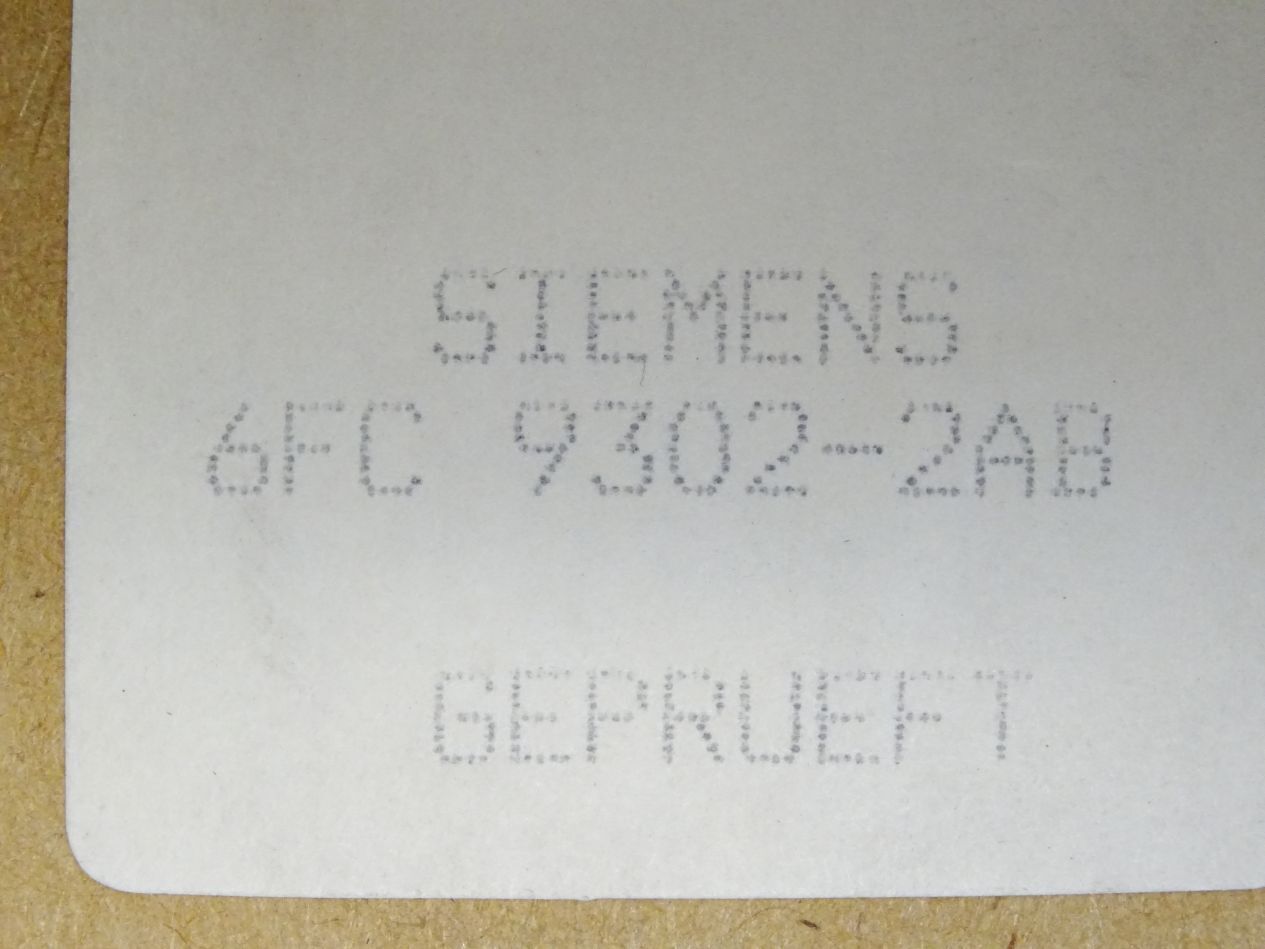 SIEMENS
6FC 9302-2AB
GEPRUEFT